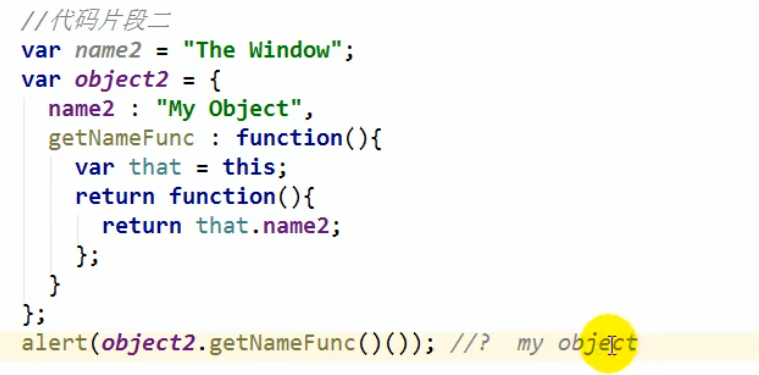 //代码片段二
var name2 = "The Window";
var object2 = {
  name2 : "My Object",
  getNameFunc : function(){
    var that = this;
    return function(){
      return that.name2;
    };
  }
};
alert(object2.getNameFunc()()); //?  my object